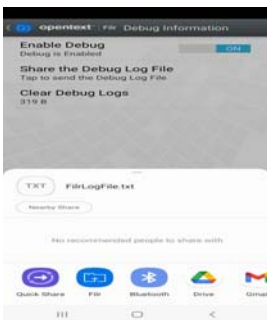 opentext | Filr Debug Information
Enable Debug
Debug is Enabled
ON
Share the Debug Log File
Tap to send the Debug Log File
Clear Debug Logs
319 B
TXT
FilrLogFile.txt
Nearby Share
No recommended people to share with
Quick Share
Filr
Bluetooth
Drive
Gmai